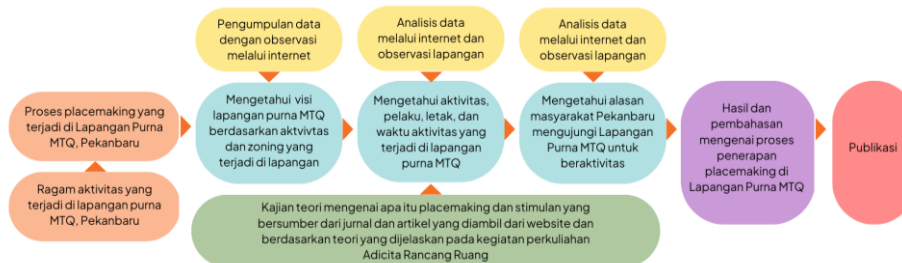 Pengumpulan data
dengan observasi
melalui internet
Analisis data
melalui internet dan
observasi lapangan
Analisis data
melalui internet dan
observasi lapangan
Proses placemaking yang
terjadi di Lapangan Purna
MTQ, Pekanbaru
Mengetahui visi
lapangan purna MTQ
berdasarkan aktvivtas
dan zoning yang
terjadi di lapangan
Mengetahui aktivitas,
pelaku, letak, dan
waktu aktivitas yang
terjadi di lapangan
purna MTQ
Mengetahui alasan
masyarakat Pekanbaru
mengujungi Lapangan
Purna MTQ untuk
beraktivitas
Hasil dan
pembahasan
mengenai proses
penerapan
placemaking di
Lapangan Purna MTQ
Publikasi
Ragam aktivitas yang
terjadi di lapangan purna
MTQ, Pekanbaru
Kajian teori mengenai apa itu placemaking dan stimulan yang
bersumber dari jurnal dan artikel yang diambil dari website dan
berdasarkan teori yang dijelaskan pada kegiatan perkuliahan
Adicita Rancang Ruang